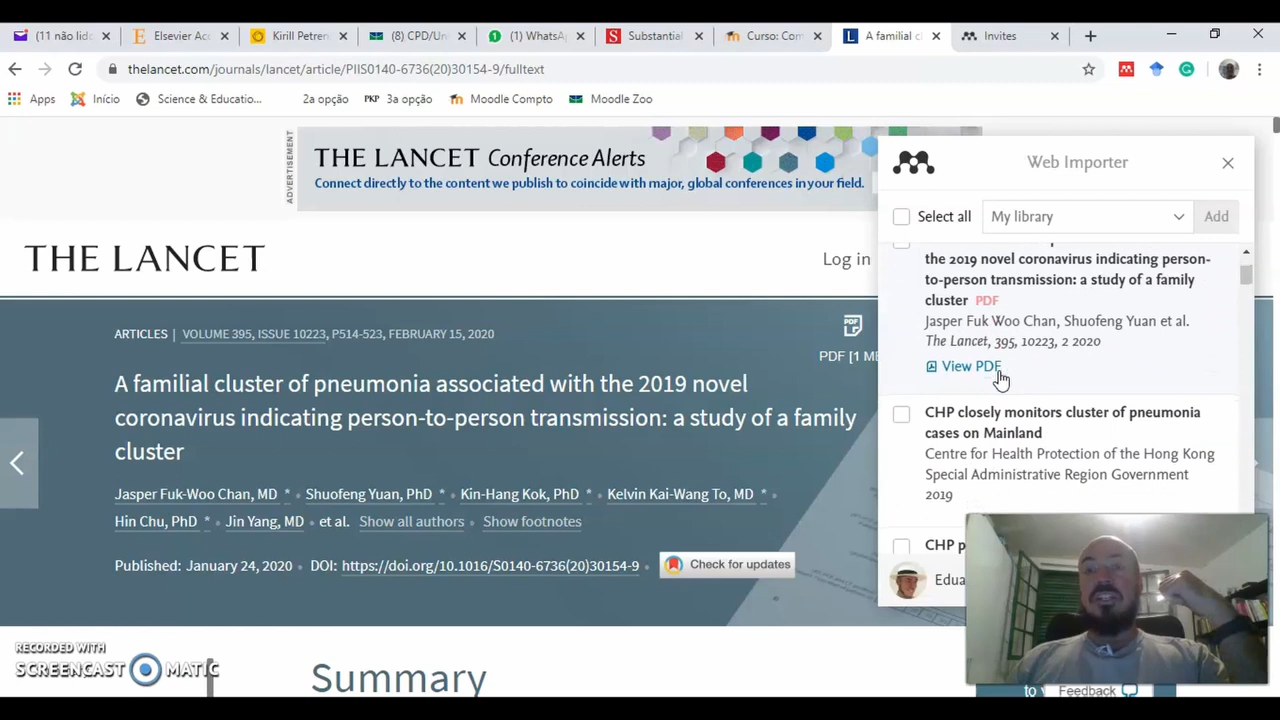 (11 não lido
Elsevier Acc
Kirill Petren
(8) CPD/Un
(1) WhatsA
Substantial
Curso: Com
A familial c
Invites
thelancet.com/journals/lancet/article/PIIS0140-6736(20)30154-9/fulltext
Apps
Início
Science & Educatio...
2a opção
PKP 3a opção
Moodle Compto
Moodle Zoo
ADVERTISEMENT
THE LANCET Conference Alerts
Connect directly to the content we publish to coincide with major, global conferences in your field.
THE LANCET
Log in
ARTICLES | VOLUME 395, ISSUE 10223, P514-523, FEBRUARY 15, 2020
PDF [1 ME
A familial cluster of pneumonia associated with the 2019 novel
coronavirus indicating person-to-person transmission: a study of a family
cluster
Jasper Fuk-Woo Chan, MD * • Shuofeng Yuan, PhD * • Kin-Hang Kok, PhD * • Kelvin Kai-Wang To, MD *
Hin Chu, PhD * • Jin Yang, MD • et al. Show all authors Show footnotes
Published: January 24, 2020 • DOI: https://doi.org/10.1016/S0140-6736(20)30154-9 •
Check for updates
Summary
Web Importer
Select all
My library
Add
the 2019 novel coronavirus indicating person-
to-person transmission: a study of a family
cluster PDF
Jasper Fuk Woo Chan, Shuofeng Yuan et al.
The Lancet, 395, 10223, 2 2020
View PDF
CHP closely monitors cluster of pneumonia
cases on Mainland
Centre for Health Protection of the Hong Kong
Special Administrative Region Government
2019
CHP p
Edua
RECORDED WITH
SCREENCAST MATIC
Feedback